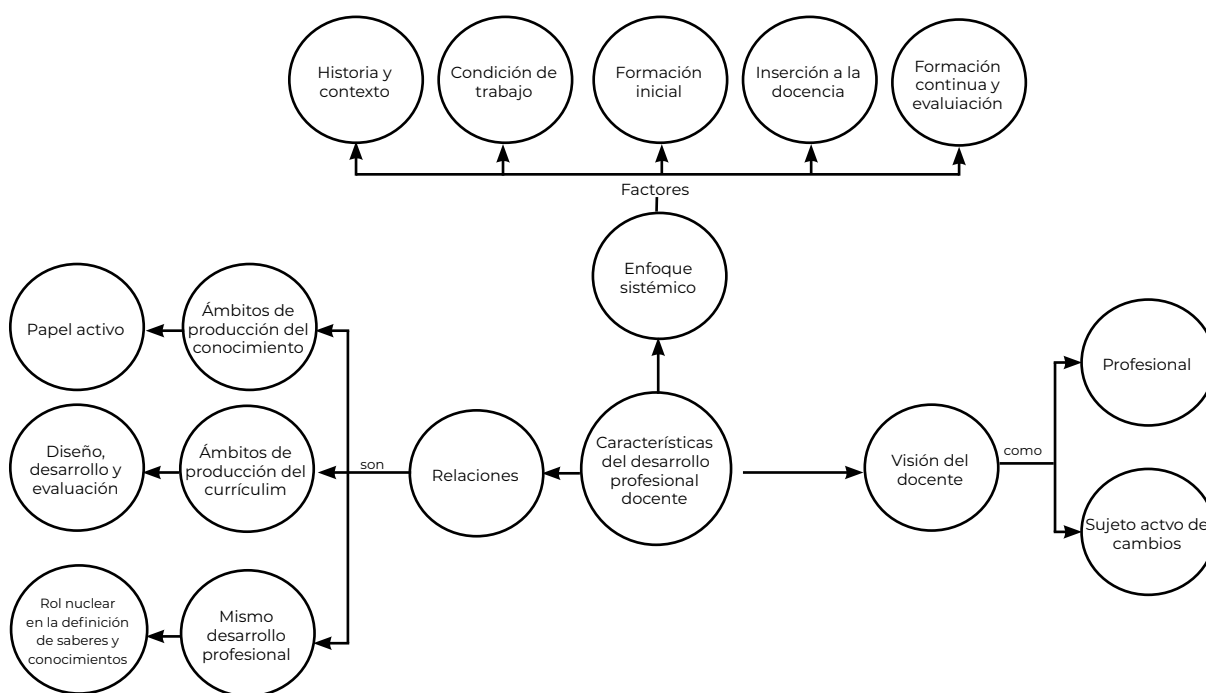 Historia y
contexto
Condición de
trabajo
Formación
inicial
Inserción a la
docencia
Formación
continua y
evaluiación
Factores
Enfoque
sistémico
Papel activo
Ámbitos de
producción del
conocimiento
Diseño,
desarrollo y
evaluación
Ámbitos de
producción del
currículim
son
Relaciones
Característícas
del desarrollo
profesional
docente
Visión del
docente
como
Profesional
Sujeto actvo de
cambios
Rol nuclear
en la definición
de saberes y
conocimientos
Mismo
desarrollo
profesional